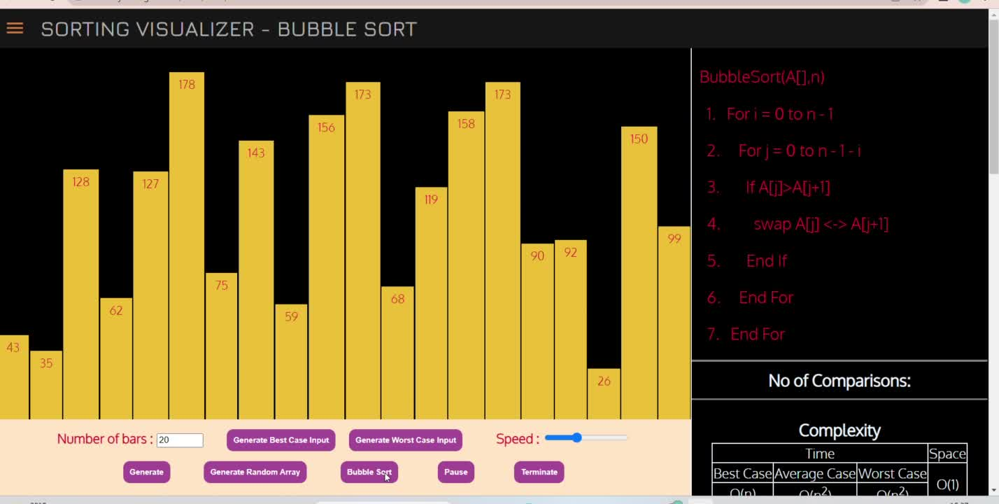 SORTING VISUALIZER - BUBBLE SORT
43 35 128 62 127 178 75 143 59 156 173 68 119 158 173 90 92 26 150 99
BubbleSort(A[],n)
1. For i = 0 to n - 1
2. For j = 0 to n - 1 - i
3. If A[j]>A[j+1]
4. swap A[j] <-> A[j+1]
5. End If
6. End For
7. End For
No of Comparisons:
Complexity
Time Space
Best Case Average Case Worst Case
O(n) O(n²) O(n²) O(1)
Number of bars : 20 Generate Best Case Input Generate Worst Case Input Speed :
Generate Generate Random Array Bubble Sort Pause Terminate